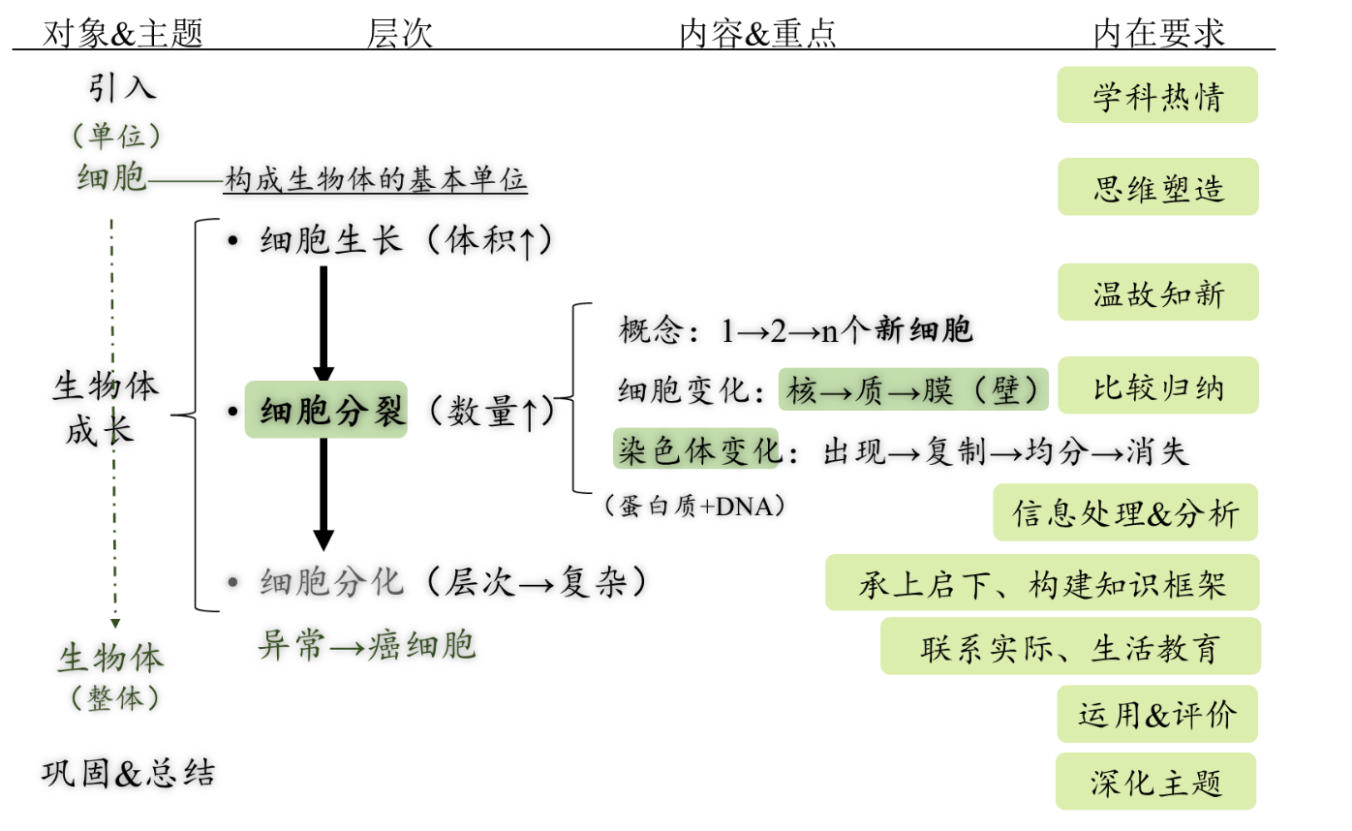 对象&主题 层次 内容&重点 内在要求
引入 学科热情
（单位）
细胞——构成生物体的基本单位 思维塑造
• 细胞生长（体积↑）
温故知新
概念：1→2→n个新细胞
生物体 细胞变化：核→质→膜（壁） 比较归纳
• 细胞分裂（数量↑）
成长
染色体变化：出现→复制→均分→消失
（蛋白质+DNA） 信息处理&分析
• 细胞分化（层次→复杂） 承上启下、构建知识框架
异常→癌细胞 联系实际、生活教育
生物体
（整体） 运用&评价
巩固&总结 深化主题